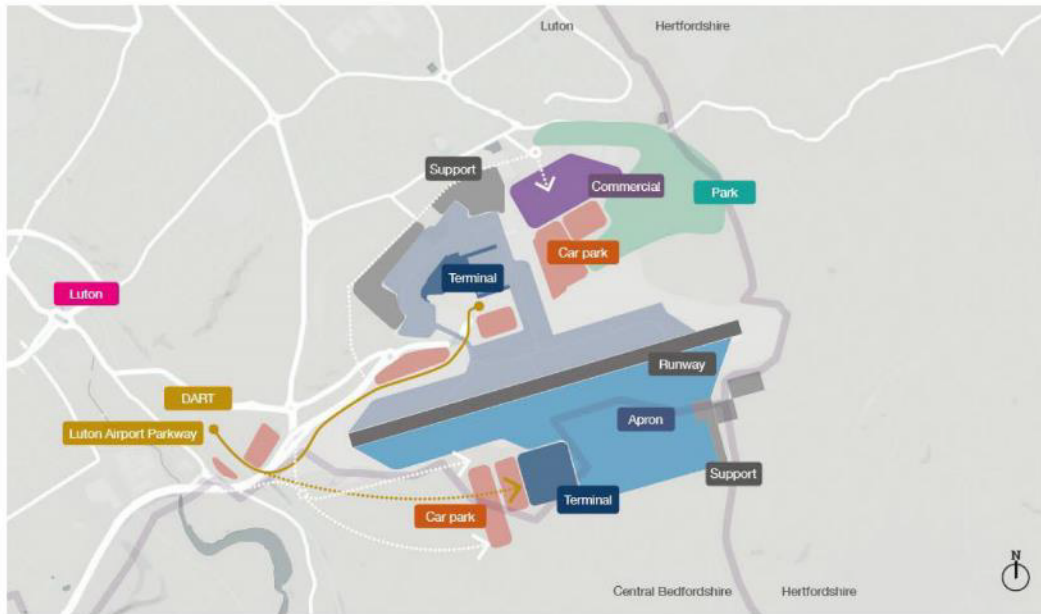 Luton
Hertfordshire
Support
Commercial
Park
Car park
Terminal
Luton
Runway
DART
Apron
Luton Airport Parkway
Support
Terminal
Car park
N
Central Bedfordshire
Hertfordshire